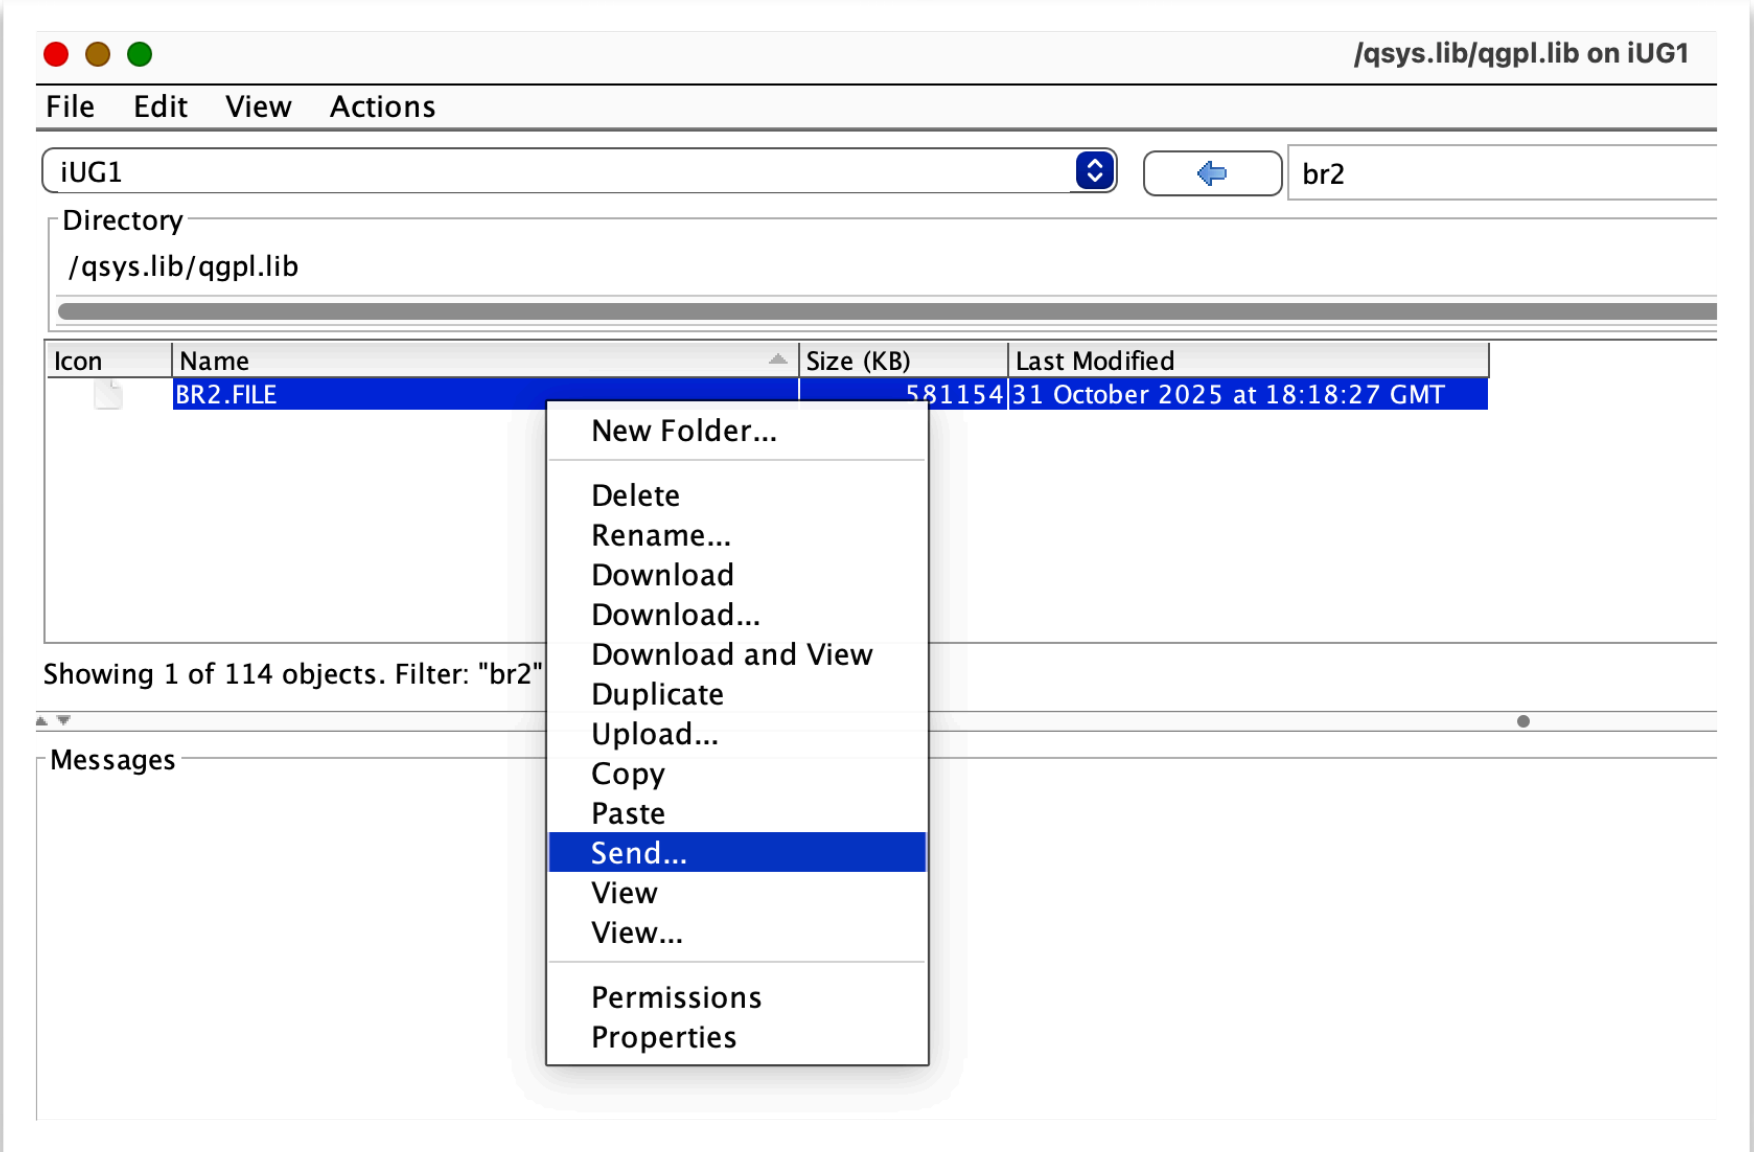 /qsys.lib/qgpl.lib on iUG1
File Edit View Actions
iUG1
br2
Directory
/qsys.lib/qgpl.lib
Icon Name Size (KB) Last Modified
BR2.FILE 581154 31 October 2025 at 18:18:27 GMT
New Folder...
Delete
Rename...
Download
Download...
Download and View
Duplicate
Upload...
Copy
Paste
Send...
View
View...
Permissions
Properties
Showing 1 of 114 objects. Filter: "br2"
Messages